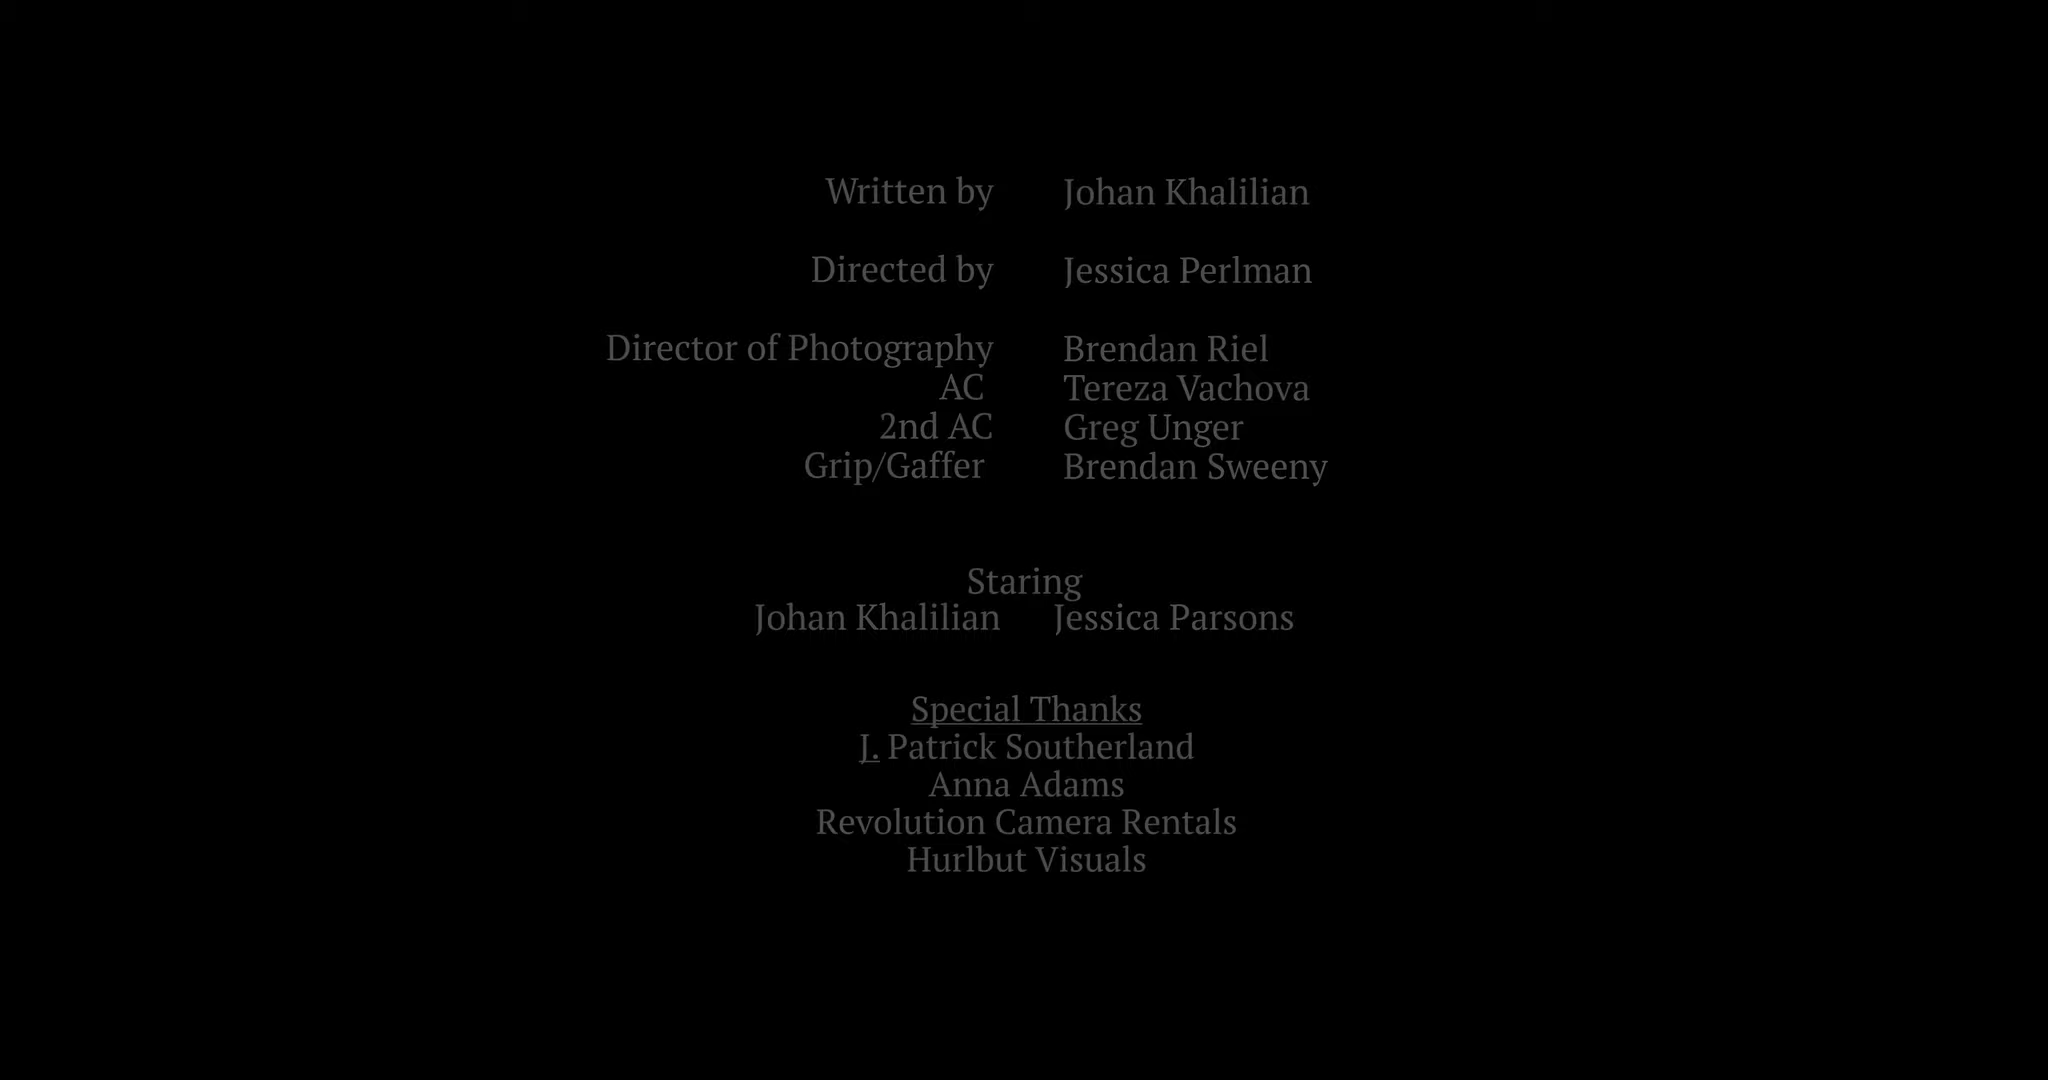 Written by Johan Khalilian
Directed by Jessica Perlman
Director of Photography Brendan Riel
AC Tereza Vachova
2nd AC Greg Unger
Grip/Gaffer Brendan Sweeny
Staring
Johan Khalilian Jessica Parsons
Special Thanks
J. Patrick Southerland
Anna Adams
Revolution Camera Rentals
Hurlbut Visuals